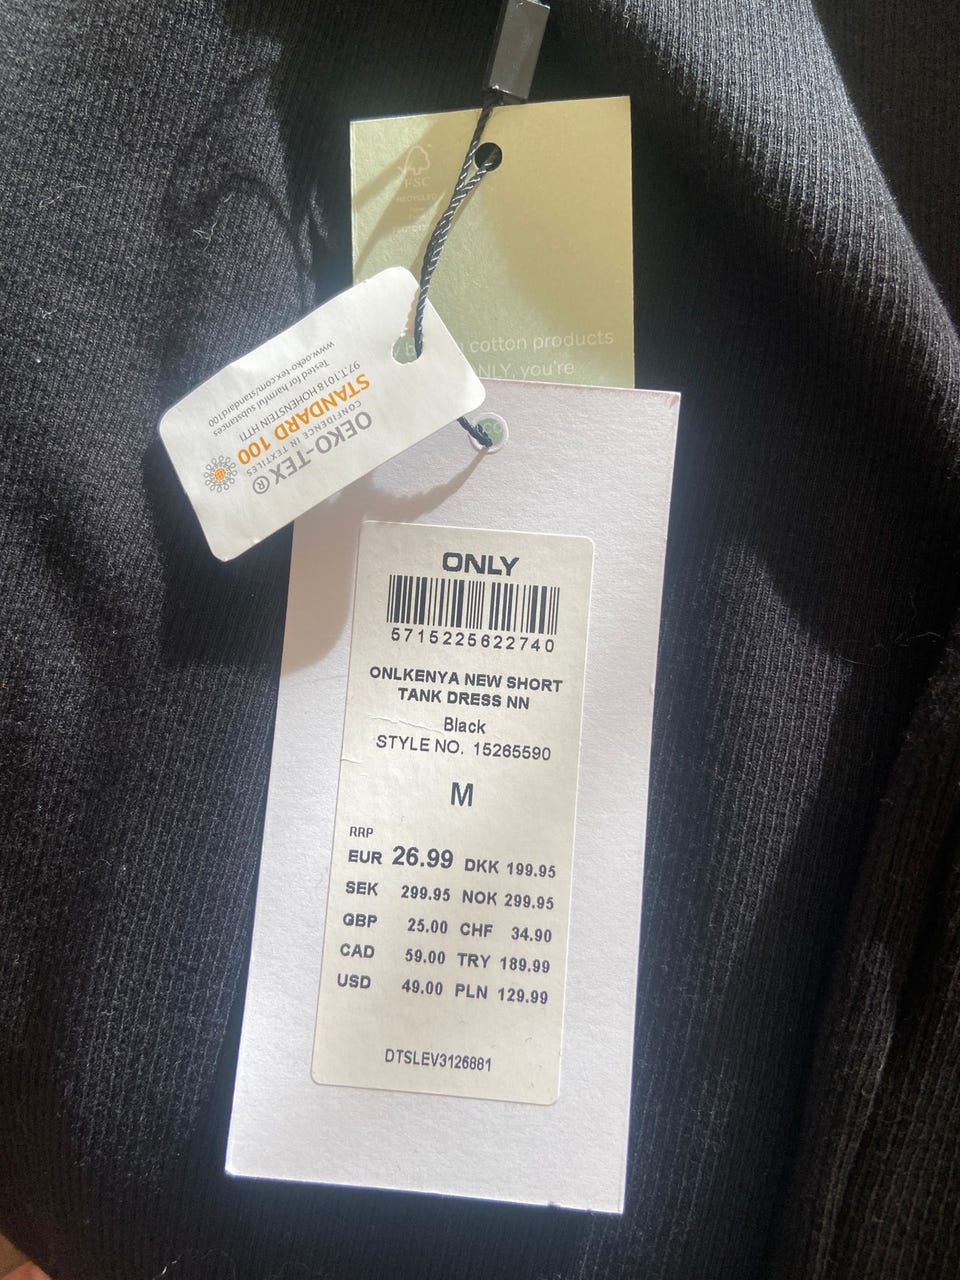 FSC
RECYCLED
cotton products
ONLY, you're
www.oeko-tex.com/standard100
Tested for harmful substances
97.T.1018 HOHENSTEIN HTTI
STANDARD 100
CONFIDENCE IN TEXTILES
OEKO-TEX®
ONLY
5715225622740
ONLKENYA NEW SHORT
TANK DRESS NN
Black
STYLE NO. 15265590
M
RRP
EUR 26.99 DKK 199.95
SEK 299.95 NOK 299.95
GBP 25.00 CHF 34.90
CAD 59.00 TRY 189.99
USD 49.00 PLN 129.99
DTSLEV3126881